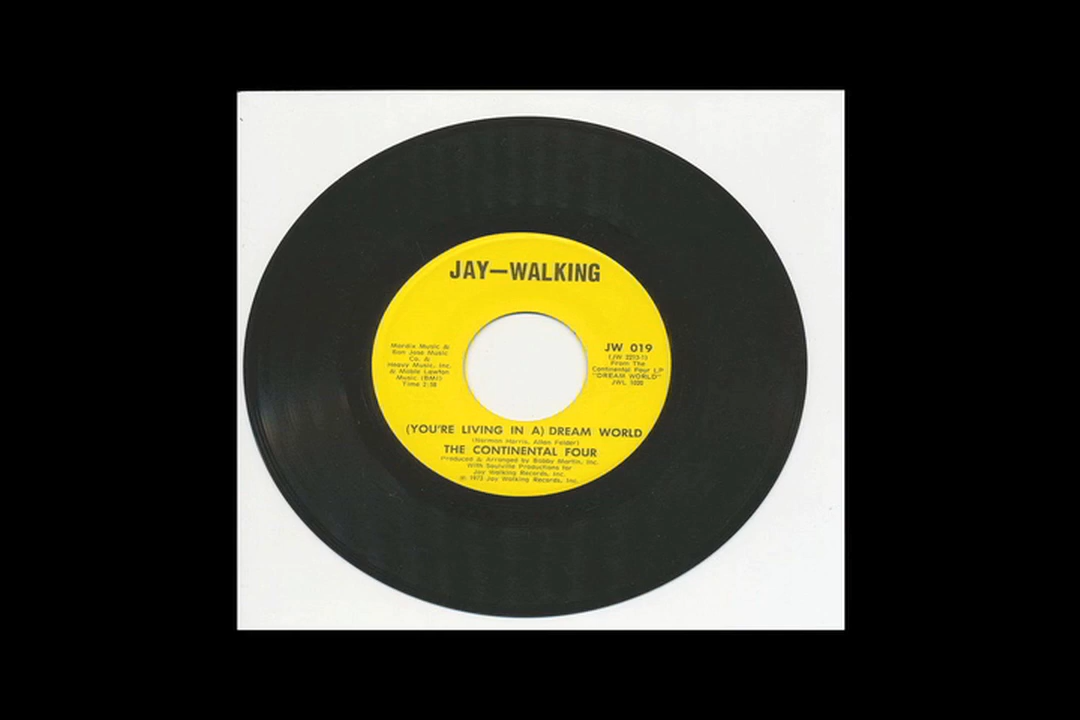 JAY—WALKING
Mardix Music &
San Jose Music
Co. &
Heavy Music, Inc.
& Mable Lawton
Music (BMI)
Time 2:58
JW 019
(JW 2213-1)
From The
Continental Four LP
"DREAM WORLD"
JWL 1020
(YOU'RE LIVING IN A) DREAM WORLD
(Norman Harris, Allan Felder)
THE CONTINENTAL FOUR
Produced & Arranged by Bobby Martin, Inc.
With Soulville Productions for
Jay Walking Records, Inc.
℗ 1972 Jay Walking Records, Inc.